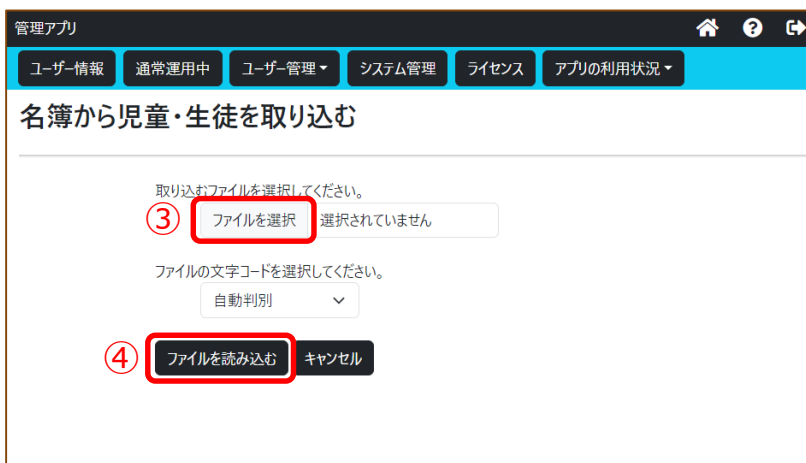 管理アプリ
ユーザー情報 通常運用中 ユーザー管理 システム管理 ライセンス アプリの利用状況
名簿から児童・生徒を取り込む
取り込むファイルを選択してください。
③ ファイルを選択 選択されていません
ファイルの文字コードを選択してください。
自動判別
④ ファイルを読み込む キャンセル